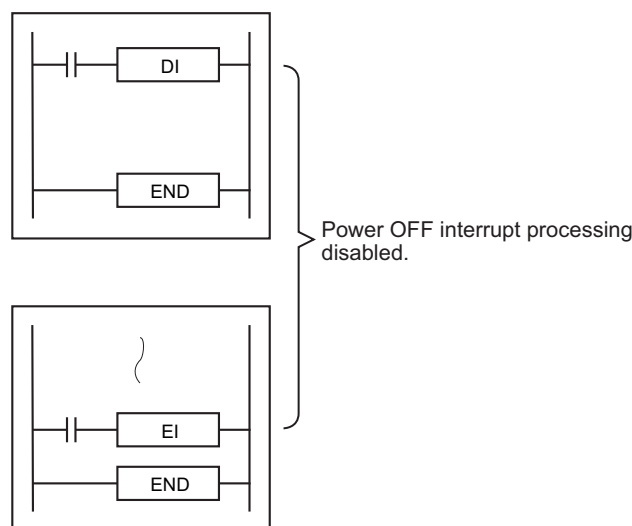 DI
END
Power OFF interrupt processing
disabled.
EI
END